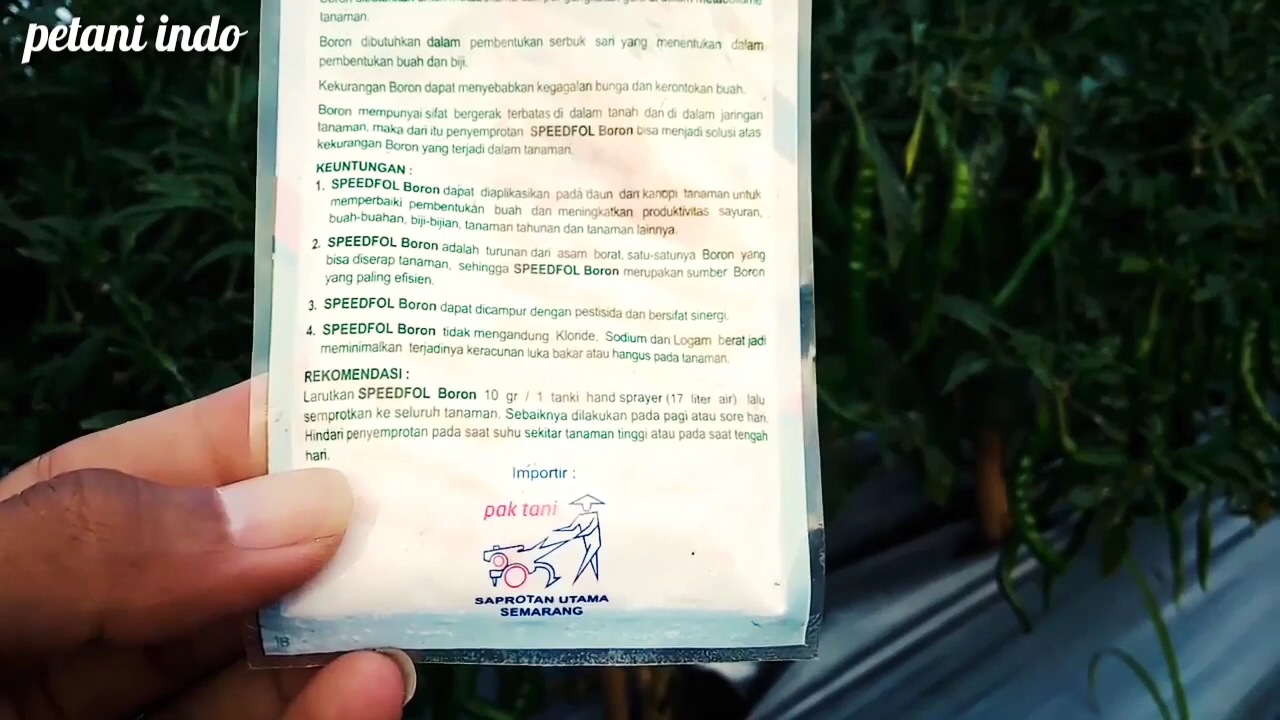 petani indo
tanaman.
Boron dibutuhkan dalam pembentukan serbuk sari yang menentukan dalam
pembentukan buah dan biji.
Kekurangan Boron dapat menyebabkan kegagalan bunga dan kerontokan buah.
Boron mempunyai sifat bergerak terbatas di dalam tanah dan di dalam jaringan
tanaman, maka dari itu penyemprotan SPEEDFOL Boron bisa menjadi solusi atas
kekurangan Boron yang terjadi dalam tanaman.
KEUNTUNGAN :
1. SPEEDFOL Boron dapat diaplikasikan pada daun dan kanopi tanaman untuk
memperbaiki pembentukan buah dan meningkatkan produktivitas sayuran,
buah-buahan, biji-bijian, tanaman tahunan dan tanaman lainnya.
2. SPEEDFOL Boron adalah turunan dari asam borat, satu-satunya Boron yang
bisa diserap tanaman, sehingga SPEEDFOL Boron merupakan sumber Boron
yang paling efisien.
3. SPEEDFOL Boron dapat dicampur dengan pestisida dan bersifat sinergi.
4. SPEEDFOL Boron tidak mengandung Kloride, Sodium dan Logam berat jadi
meminimalkan terjadinya keracunan luka bakar atau hangus pada tanaman.
REKOMENDASI :
Larutkan SPEEDFOL Boron 10 gr / 1 tanki hand sprayer (17 liter air) lalu
semprotkan ke seluruh tanaman. Sebaiknya dilakukan pada pagi atau sore hari.
Hindari penyemprotan pada saat suhu sekitar tanaman tinggi atau pada saat tengah
hari.
Importir :
pak tani
SAPROTAN UTAMA
SEMARANG
1B